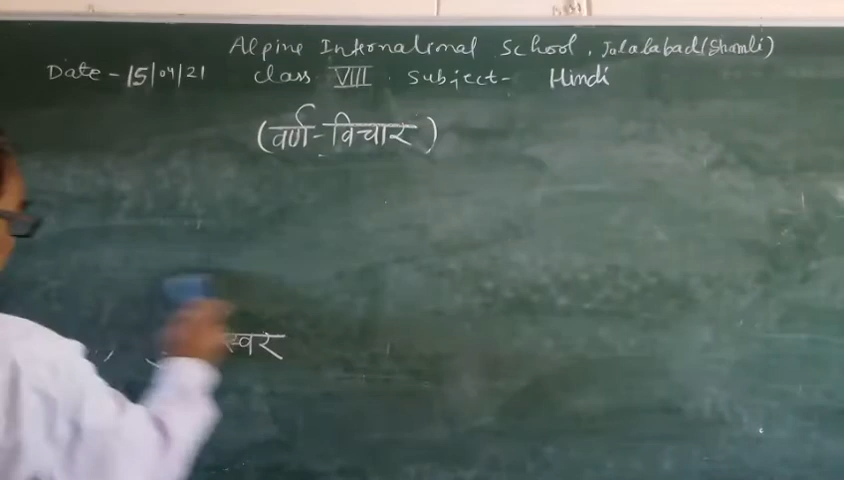 Alpine International School, Jalalabad (Shamli)
Date - 15/04/21 Class VIII Subject- Hindi
(वर्ण-विचार)
स्वर